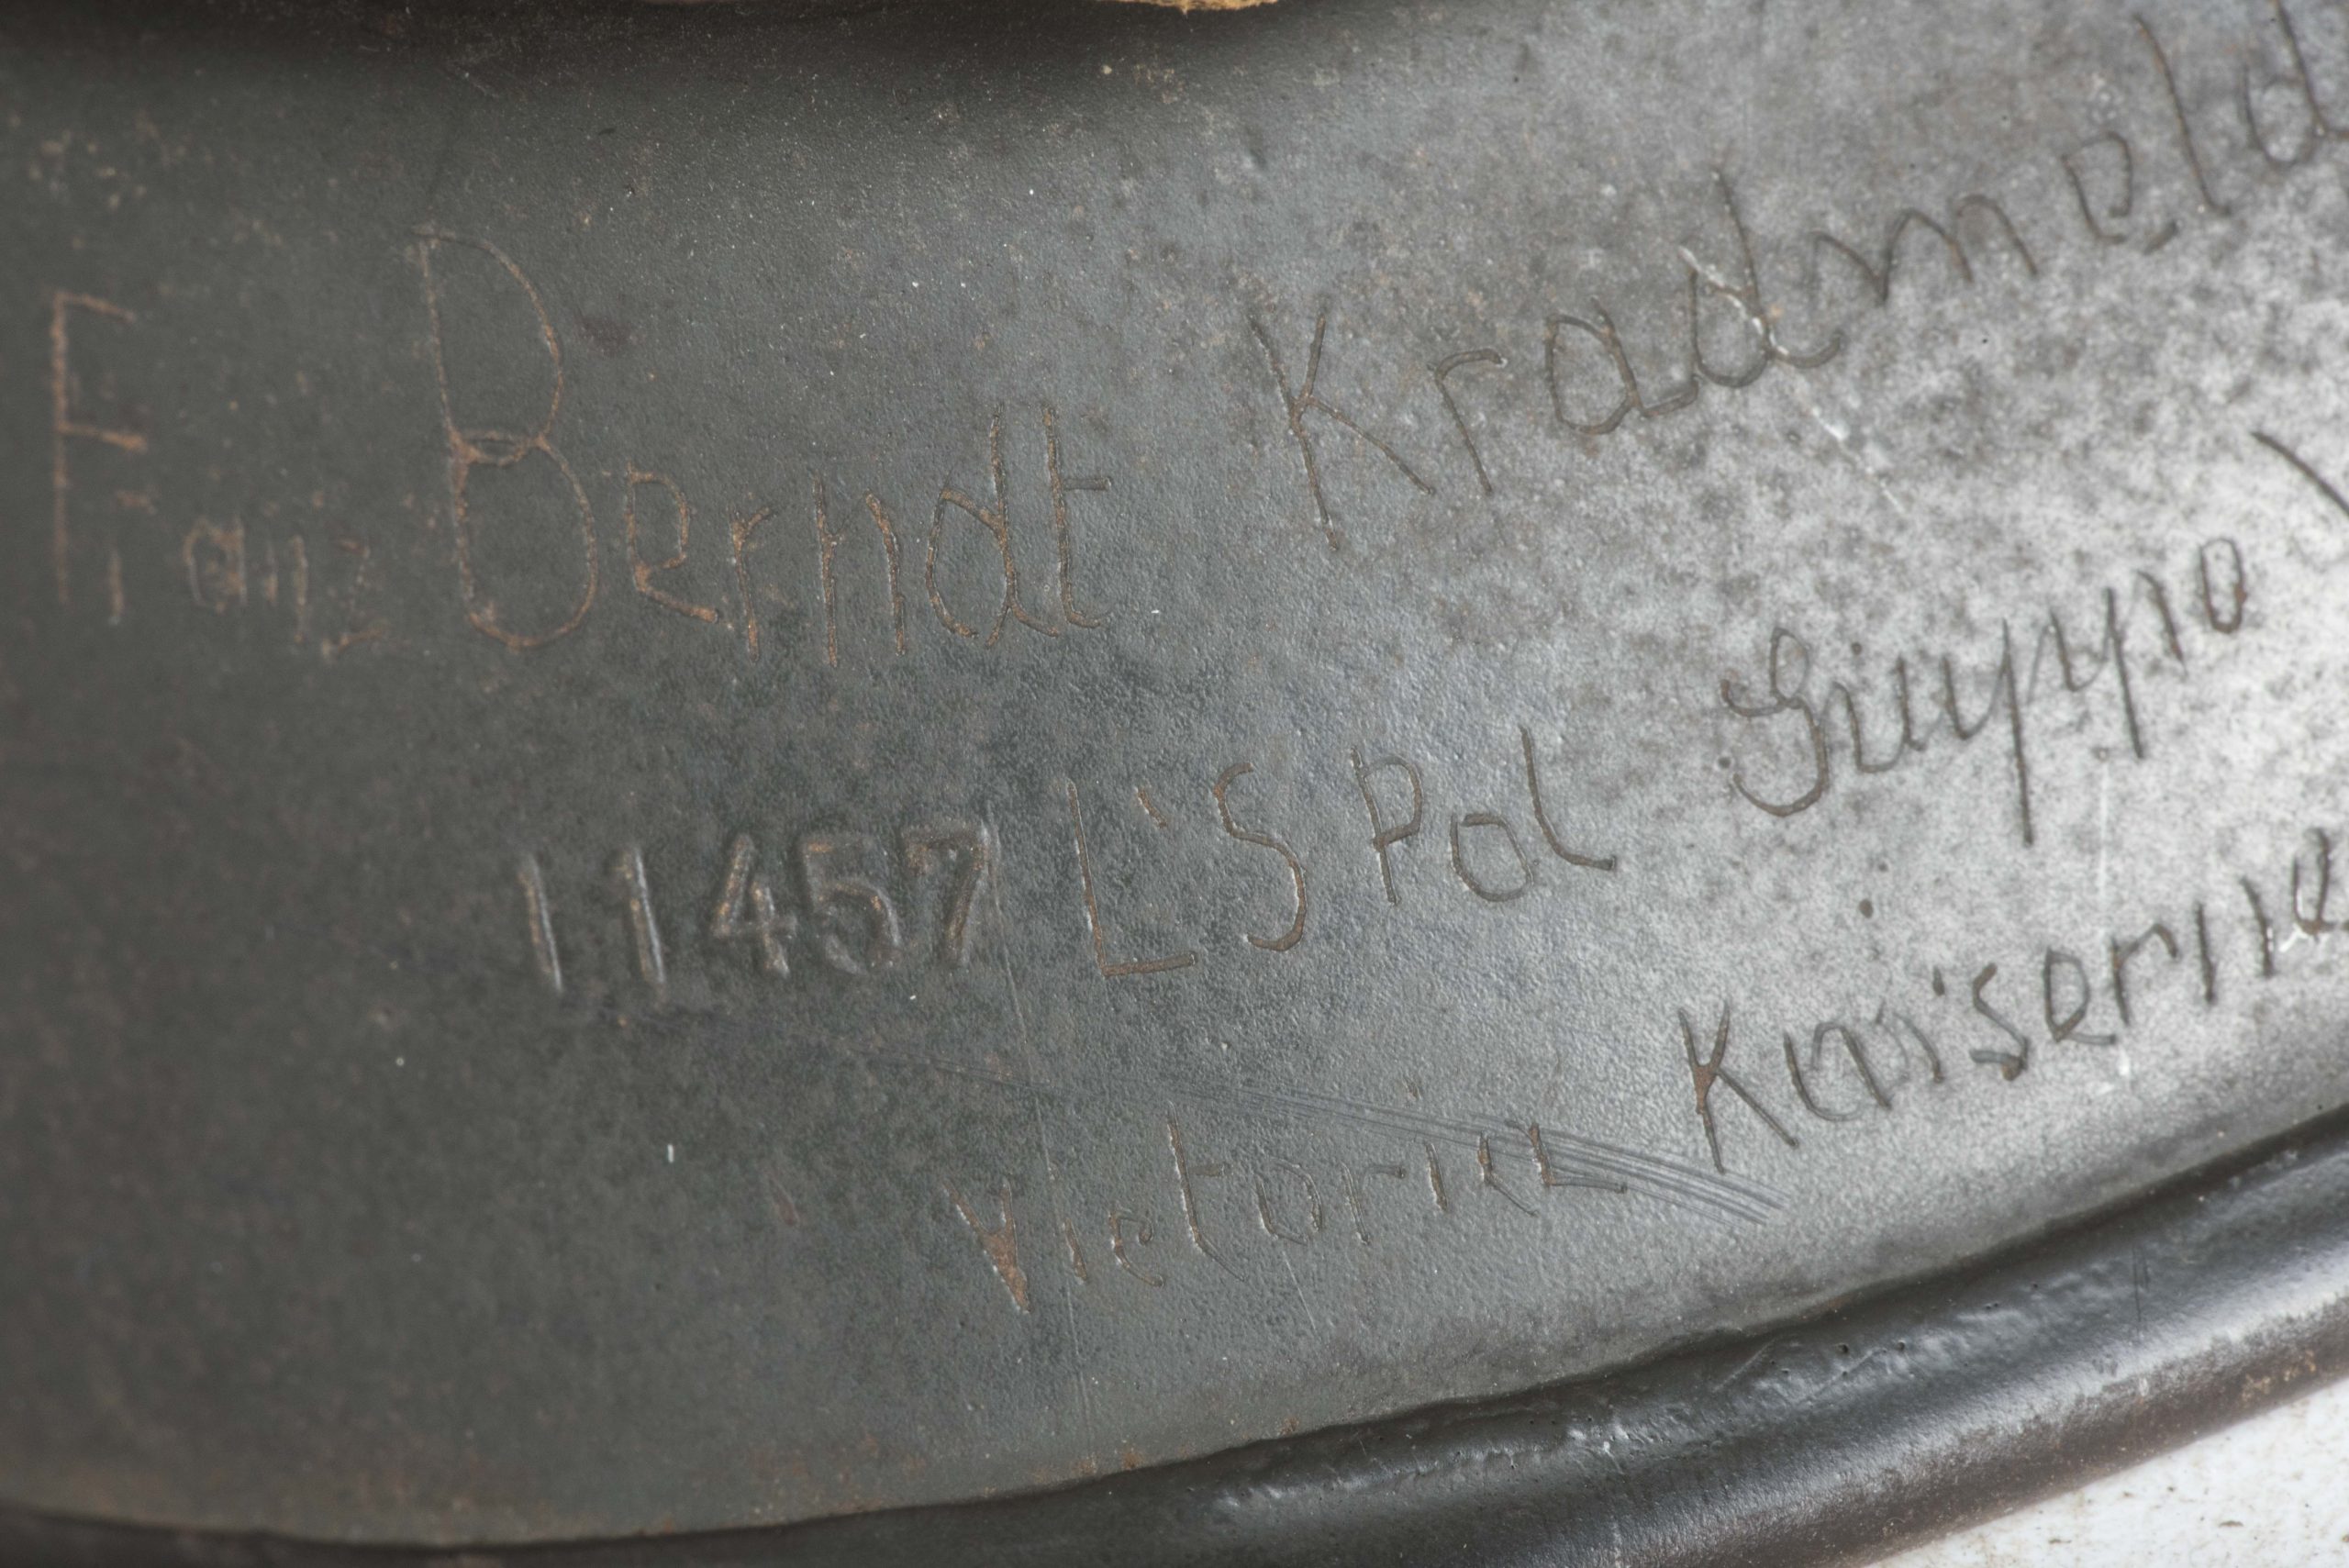 Franz Berndt Kradmeld
11457 L'S Pol Gruppe
Victoria Kaiserne